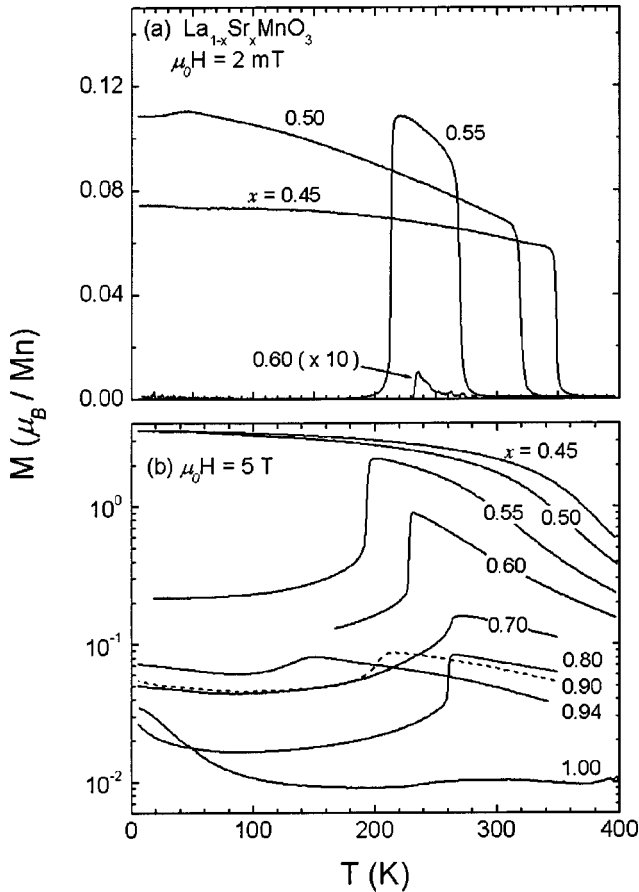 (a) La₁₋ₓSrₓMnO₃
μ₀H = 2 mT
0.12
0.50
0.55
0.08
x = 0.45
0.04
0.60 ( x 10)
0.00
M (μ_B / Mn)
(b) μ₀H = 5 T
x = 0.45
10⁰
0.55
0.50
0.60
0.70
10⁻¹
0.80
0.90
0.94
1.00
10⁻²
0 100 200 300 400
T (K)